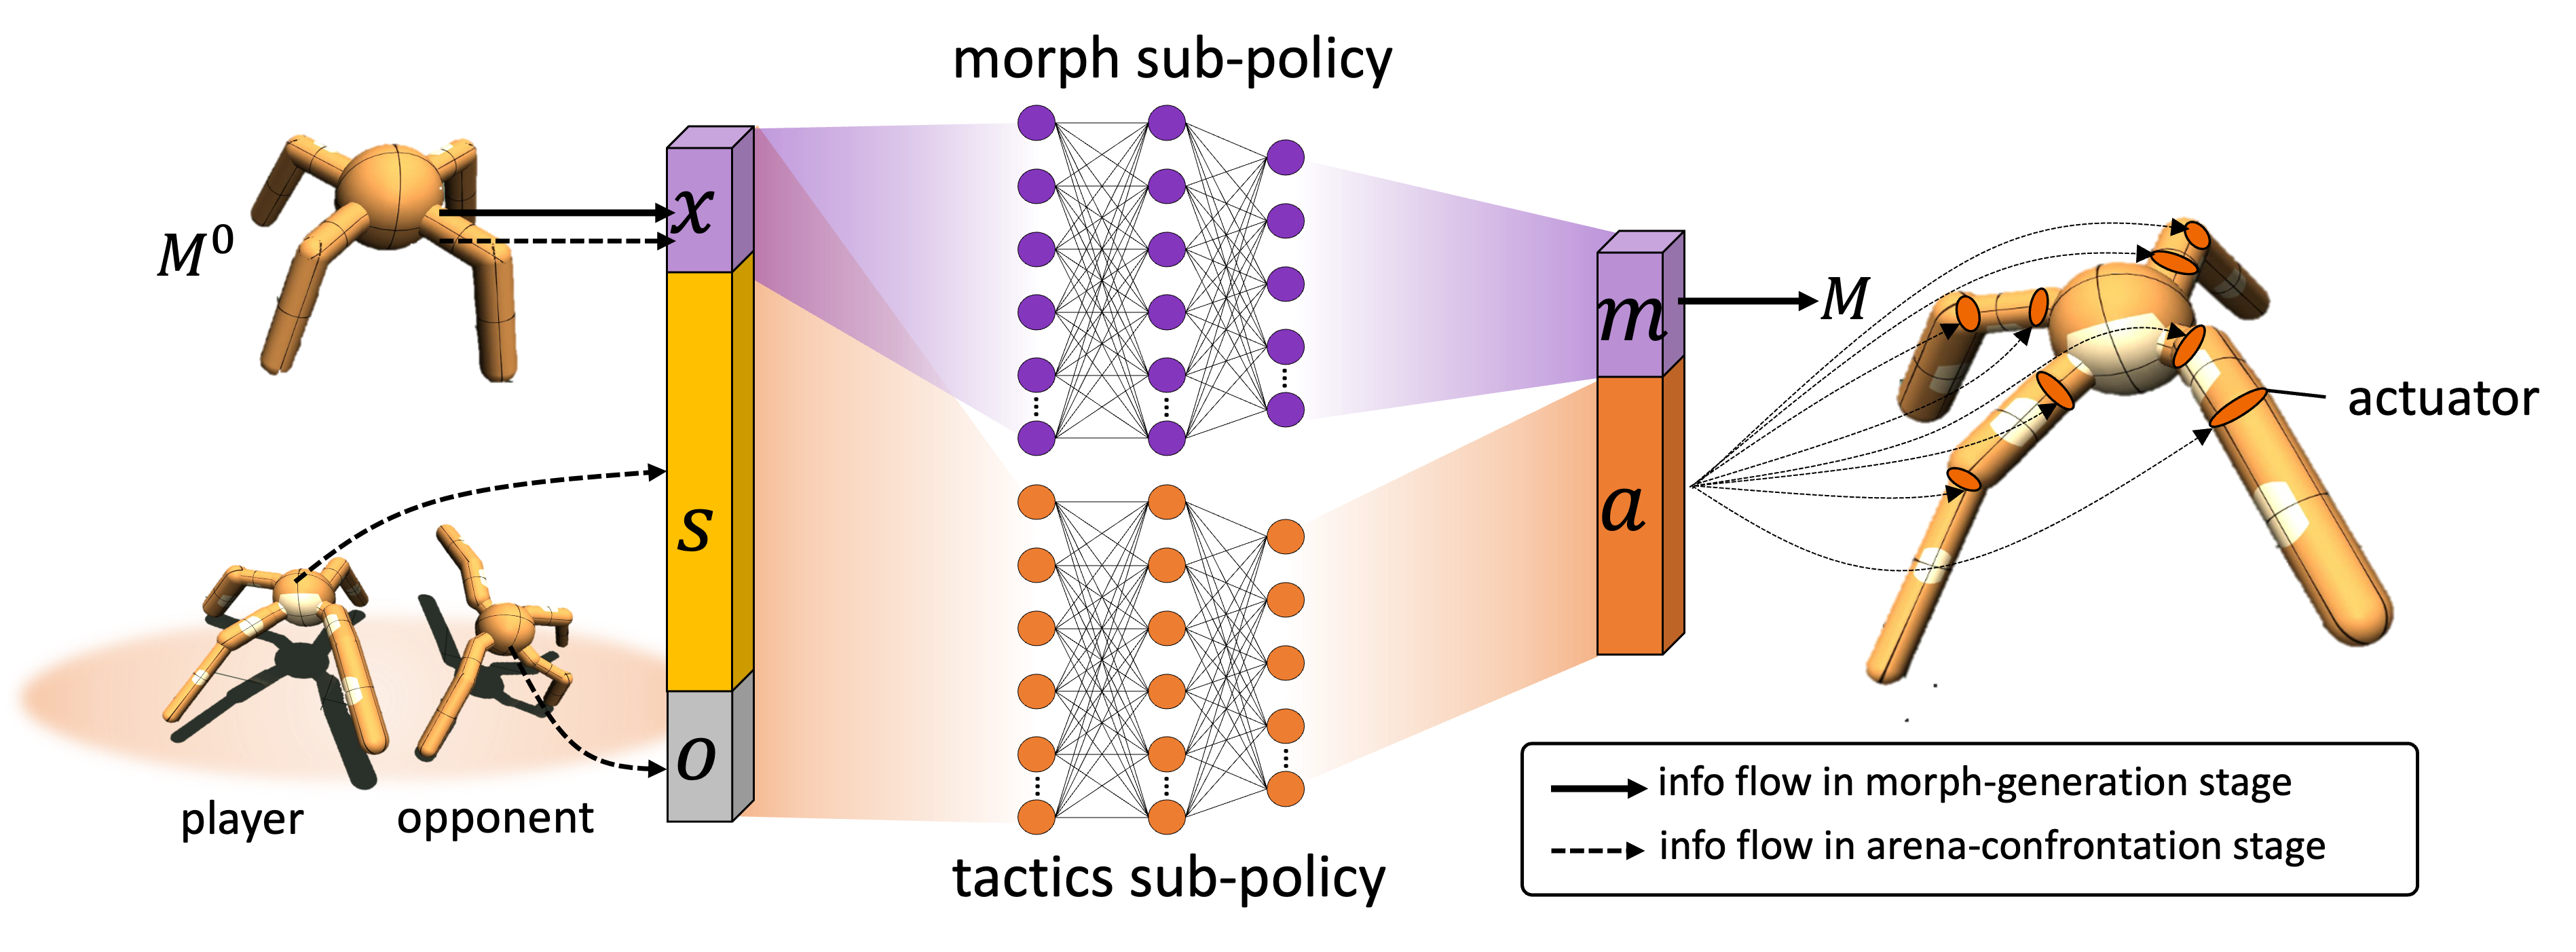 morph sub-policy
M⁰
x
s
o
m
a
M
actuator
player
opponent
tactics sub-policy
info flow in morph-generation stage
info flow in arena-confrontation stage